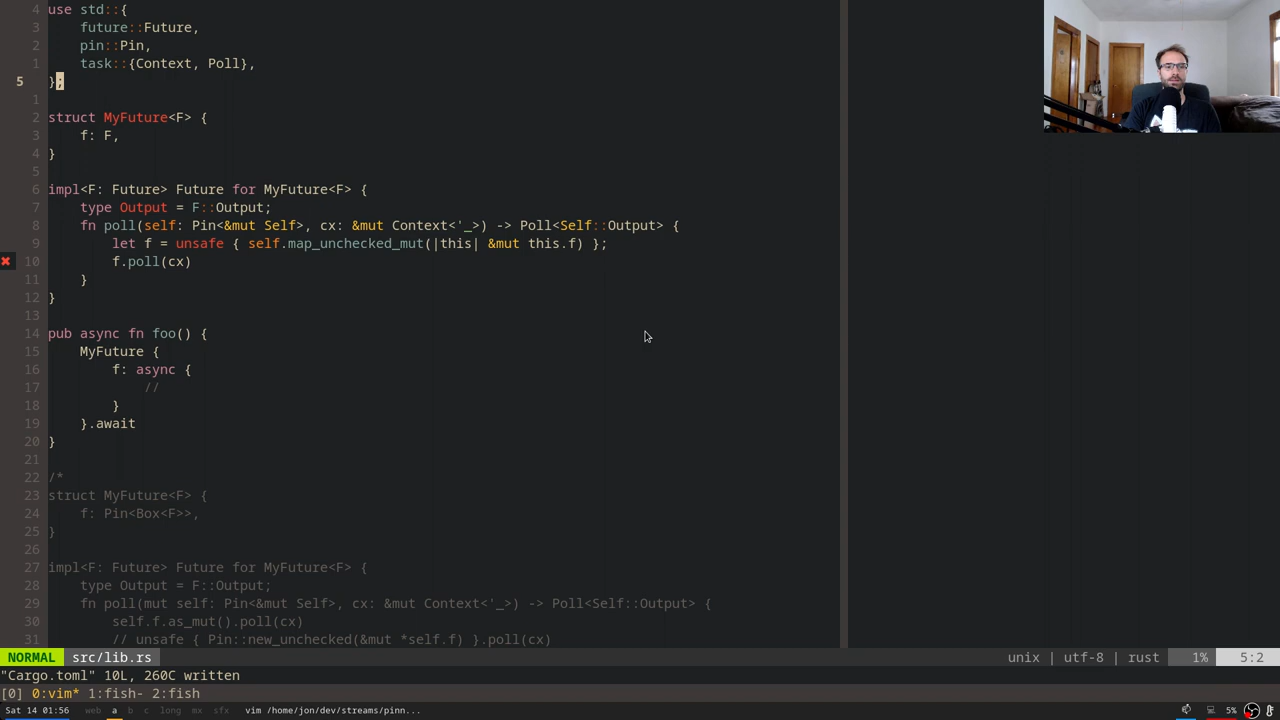 4 use std::{
3     future::Future,
2     pin::Pin,
1     task::{Context, Poll},
5 };
1
2 struct MyFuture<F> {
3     f: F,
4 }
5
6 impl<F: Future> Future for MyFuture<F> {
7     type Output = F::Output;
8     fn poll(self: Pin<&mut Self>, cx: &mut Context<'_>) -> Poll<Self::Output> {
9         let f = unsafe { self.map_unchecked_mut(|this| &mut this.f) };
✖ 10         f.poll(cx)
11     }
12 }
13
14 pub async fn foo() {
15     MyFuture {
16         f: async {
17             //
18         }
19     }.await
20 }
21
22 /*
23 struct MyFuture<F> {
24     f: Pin<Box<F>>,
25 }
26
27 impl<F: Future> Future for MyFuture<F> {
28     type Output = F::Output;
29     fn poll(mut self: Pin<&mut Self>, cx: &mut Context<'_>) -> Poll<Self::Output> {
30         self.f.as_mut().poll(cx)
31         // unsafe { Pin::new_unchecked(&mut *self.f) }.poll(cx)
NORMAL src/lib.rs unix | utf-8 | rust 1% 5:2
"Cargo.toml" 10L, 260C written
[0] 0:vim* 1:fish- 2:fish
Sat 14 01:56 web a b c long mx sfx vim /home/jon/dev/streams/pinn... 5%